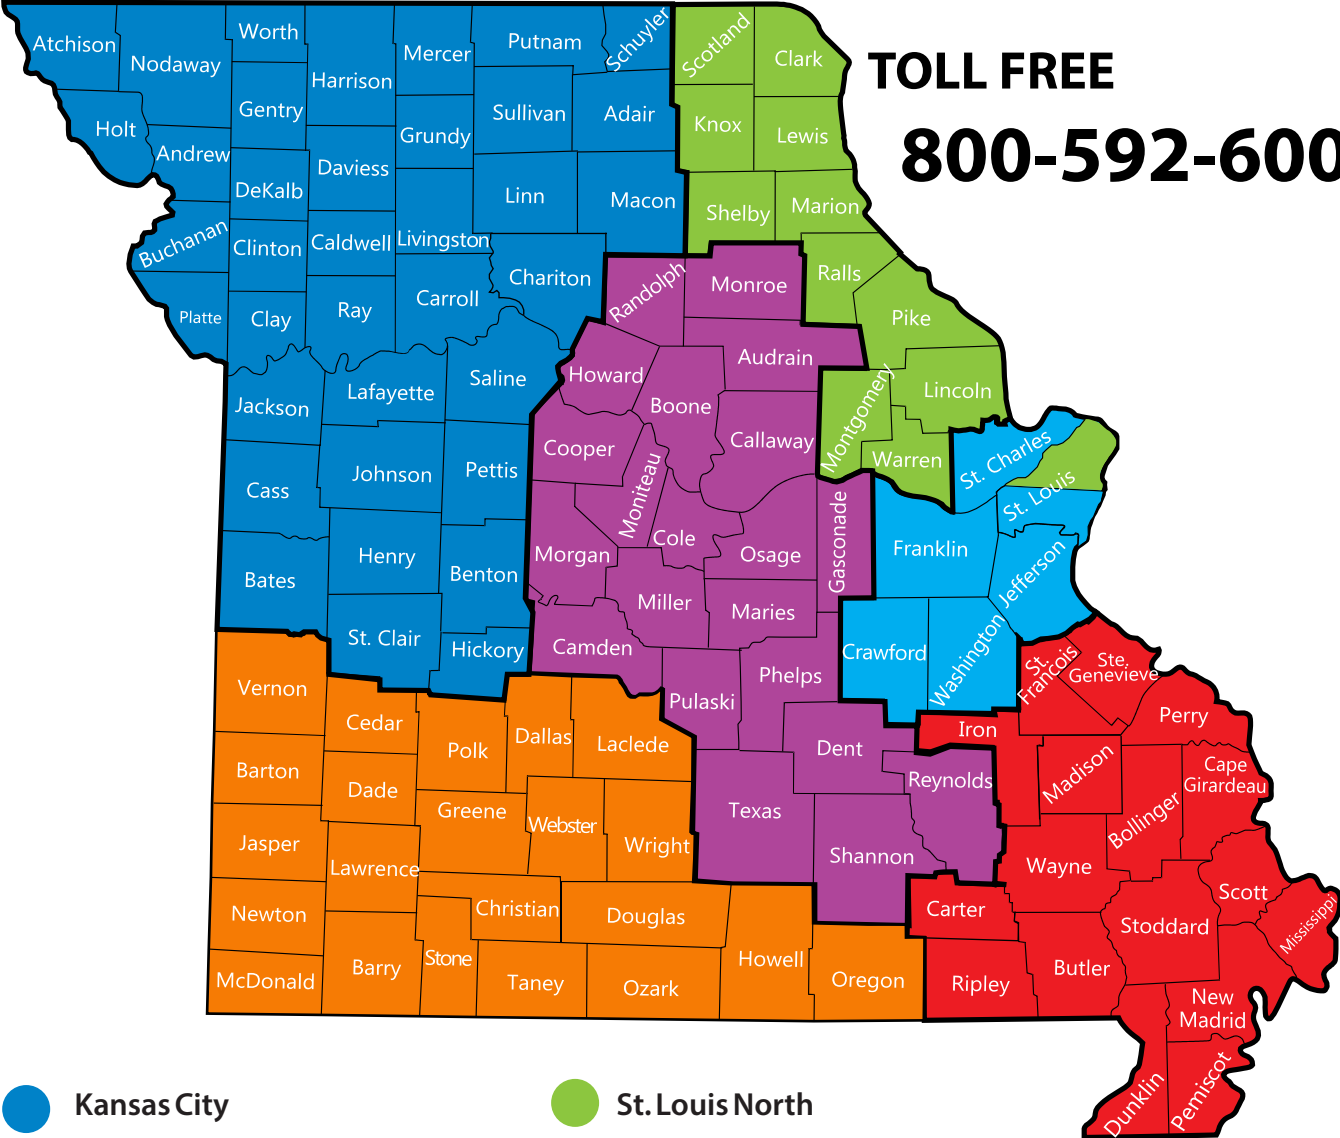 TOLL FREE
800-592-600
Atchison
Nodaway
Worth
Harrison
Mercer
Putnam
Schuyler
Scotland
Clark
Holt
Gentry
Grundy
Sullivan
Adair
Knox
Lewis
Andrew
DeKalb
Daviess
Livingston
Linn
Macon
Shelby
Marion
Buchanan
Clinton
Caldwell
Chariton
Randolph
Monroe
Ralls
Pike
Platte
Clay
Ray
Carroll
Howard
Audrain
Jackson
Lafayette
Saline
Boone
Callaway
Montgomery
Lincoln
Warren
St. Charles
St. Louis
Cass
Johnson
Pettis
Cooper
Moniteau
Cole
Osage
Gasconade
Franklin
Jefferson
Bates
Henry
Benton
Morgan
Miller
Maries
St. Clair
Hickory
Camden
Pulaski
Phelps
Crawford
Washington
St.
Francois
Ste.
Genevieve
Perry
Vernon
Cedar
Polk
Dallas
Laclede
Dent
Iron
Reynolds
Madison
Bollinger
Cape
Girardeau
Barton
Dade
Greene
Webster
Wright
Texas
Shannon
Wayne
Jasper
Lawrence
Christian
Douglas
Carter
Stoddard
Scott
Mississippi
Newton
Barry
Stone
Taney
Ozark
Howell
Oregon
Ripley
Butler
McDonald
New
Madrid
Dunklin
Pemiscot
Kansas City
St. Louis North